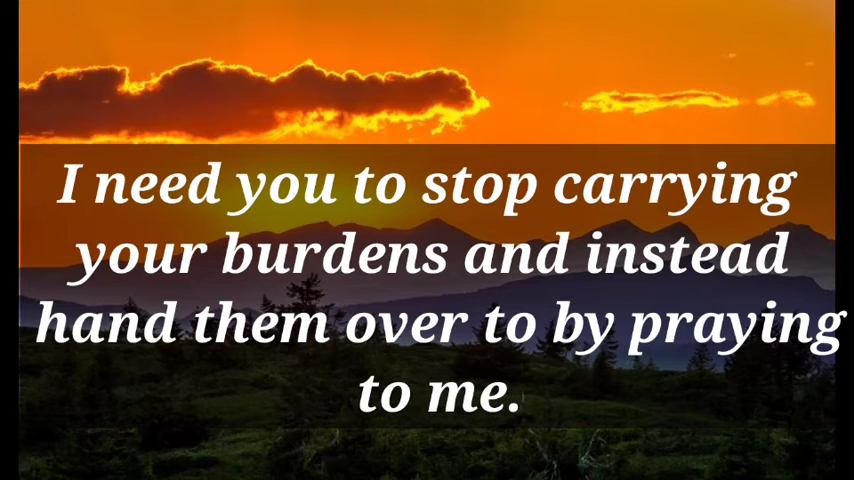 I need you to stop carrying
your burdens and instead
hand them over to by praying
to me.